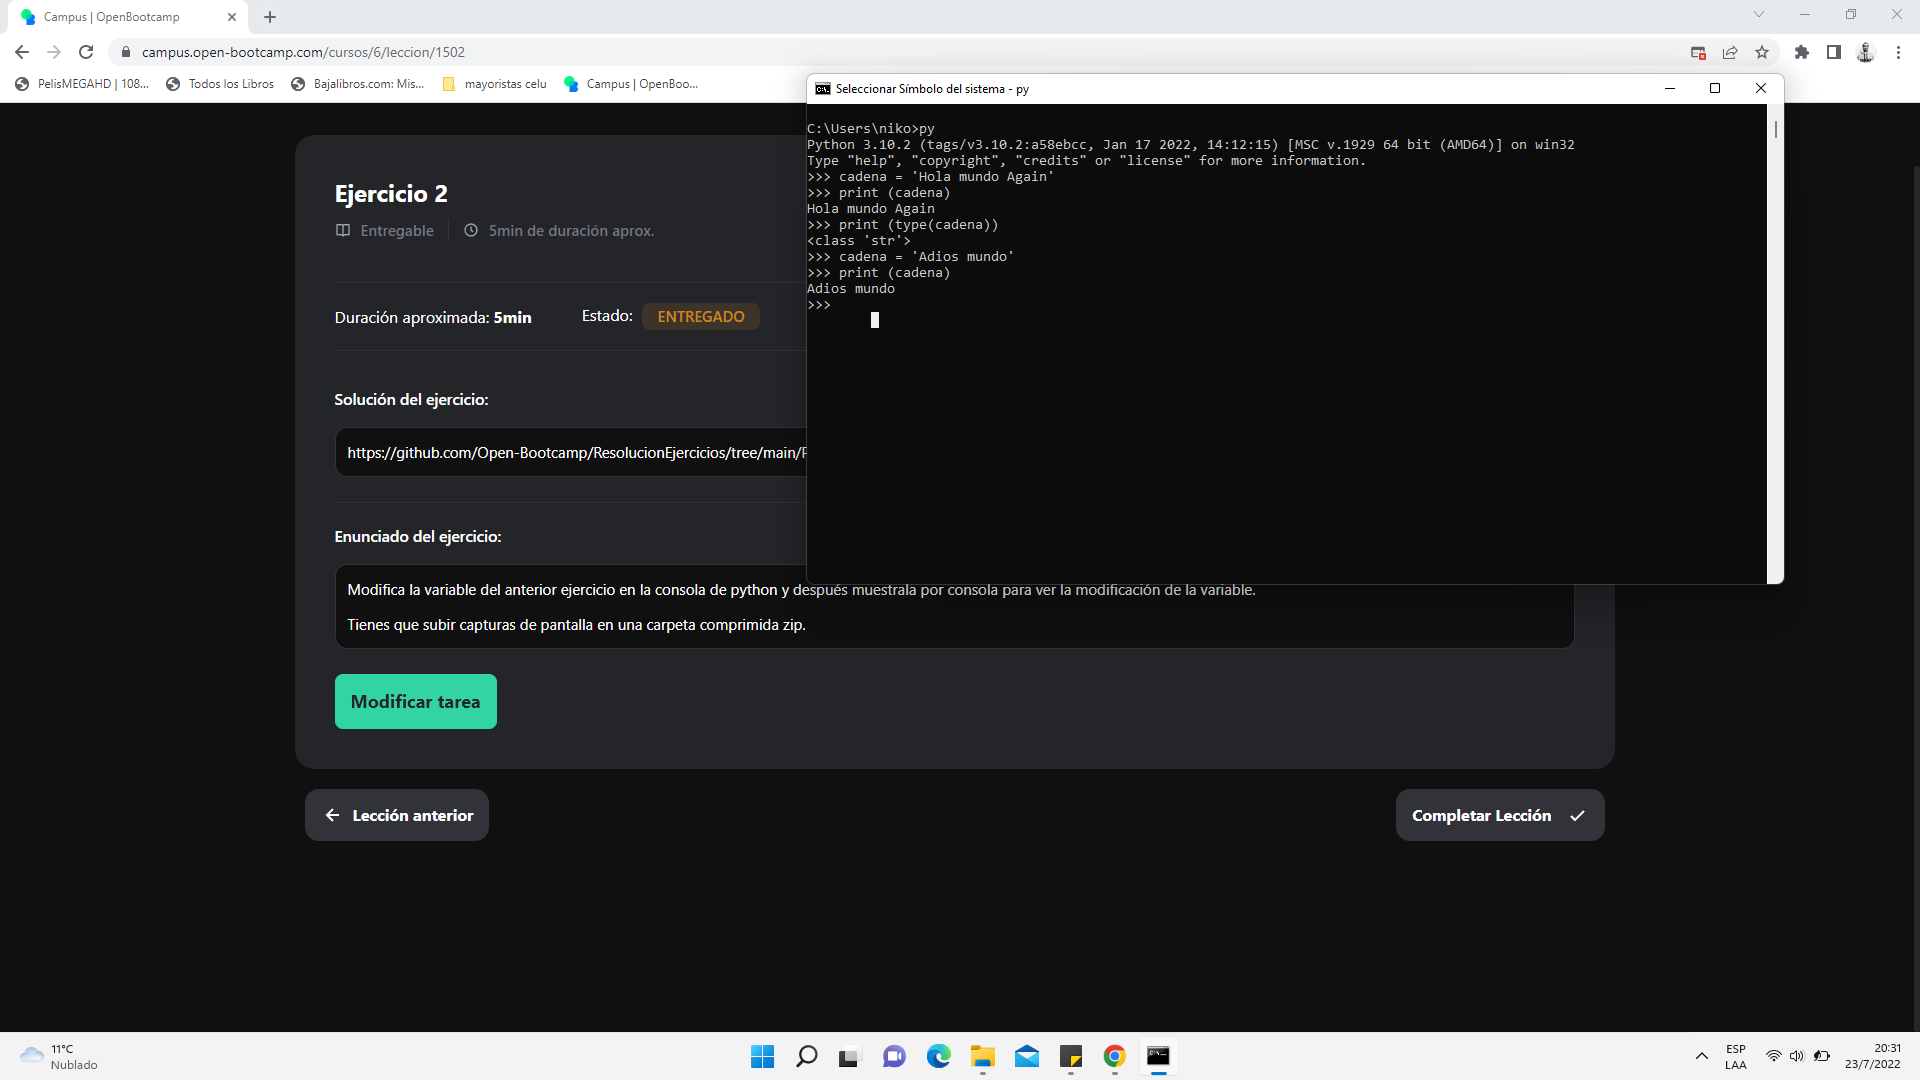 Campus | OpenBootcamp
campus.open-bootcamp.com/cursos/6/leccion/1502
PelisMEGAHD | 108...
Todos los Libros
Bajalibros.com: Mis...
mayoristas celu
Campus | OpenBoo...
Seleccionar Símbolo del sistema - py
C:\Users\niko>py
Python 3.10.2 (tags/v3.10.2:a58ebcc, Jan 17 2022, 14:12:15) [MSC v.1929 64 bit (AMD64)] on win32
Type "help", "copyright", "credits" or "license" for more information.
>>> cadena = 'Hola mundo Again'
>>> print (cadena)
Hola mundo Again
>>> print (type(cadena))
<class 'str'>
>>> cadena = 'Adios mundo'
>>> print (cadena)
Adios mundo
>>>
Ejercicio 2
Entregable
5min de duración aprox.
Duración aproximada: 5min
Estado: ENTREGADO
Solución del ejercicio:
https://github.com/Open-Bootcamp/ResolucionEjercicios/tree/main/
Enunciado del ejercicio:
Modifica la variable del anterior ejercicio en la consola de python y después muestrala por consola para ver la modificación de la variable.
Tienes que subir capturas de pantalla en una carpeta comprimida zip.
Modificar tarea
Lección anterior
Completar Lección
11°C
Nublado
ESP
LAA
20:31
23/7/2022